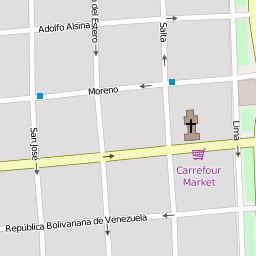 Adolfo Alsina
o del Estero
Salta
Moreno
San José
Lima
Carrefour
Market
República Bolivariana de Venezuela